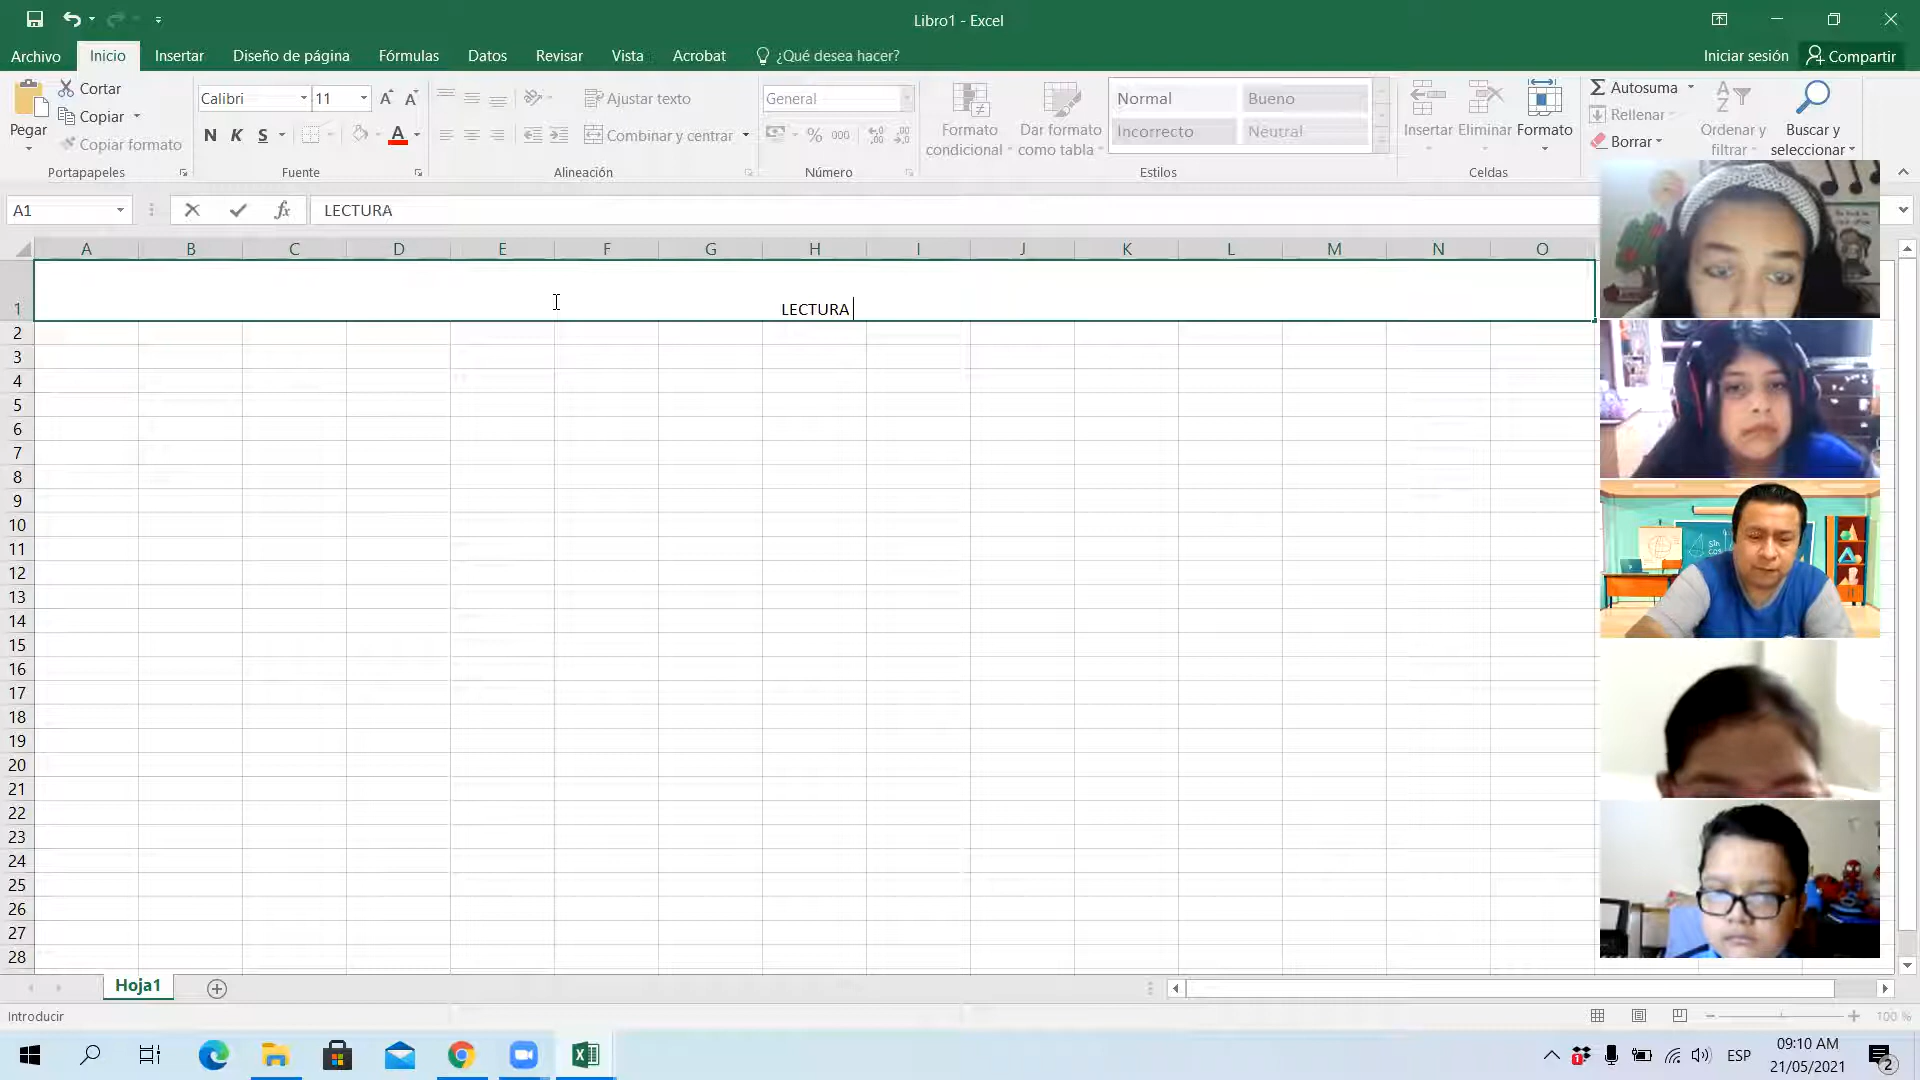 Libro1 - Excel
Archivo Inicio Insertar Diseño de página Fórmulas Datos Revisar Vista Acrobat ¿Qué desea hacer? Iniciar sesión Compartir
Pegar
Cortar
Copiar
Copiar formato
Portapapeles
Calibri 11
N K S A
Fuente
Ajustar texto
Combinar y centrar
Alineación
General
% 000
Número
Formato condicional
Dar formato como tabla
Normal Bueno
Incorrecto Neutral
Estilos
Insertar Eliminar Formato
Celdas
Autosuma
Rellenar
Borrar
Ordenar y filtrar
Buscar y seleccionar
A1 fx LECTURA
A B C D E F G H I J K L M N O
1 LECTURA
2
3
4
5
6
7
8
9
10
11
12
13
14
15
16
17
18
19
20
21
22
23
24
25
26
27
28
Hoja1
Introducir 100 %
ESP
09:10 AM
21/05/2021
2